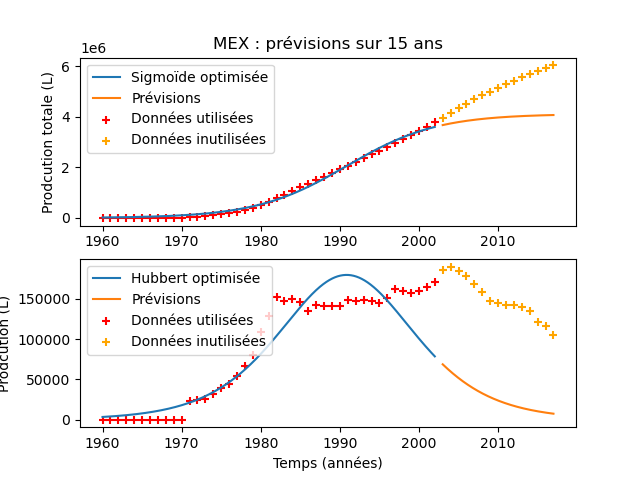 MEX : prévisions sur 15 ans
1e6
Prodcution totale (L)
6
4
2
0
Sigmoïde optimisée
Prévisions
Données utilisées
Données inutilisées
1960 1970 1980 1990 2000 2010
Prodcution (L)
150000
100000
50000
0
Hubbert optimisée
Prévisions
Données utilisées
Données inutilisées
1960 1970 1980 1990 2000 2010
Temps (années)